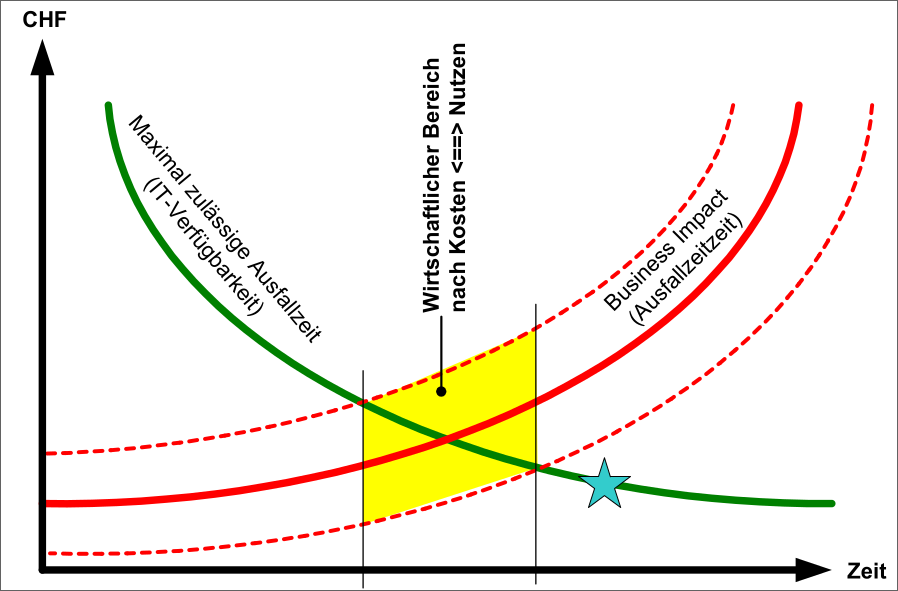 CHF
Maximal zulässige Ausfallzeit
(IT-Verfügbarkeit)
Wirtschaftlicher Bereich
nach Kosten <==> Nutzen
Business Impact
(Ausfallzeitzeit)
Zeit